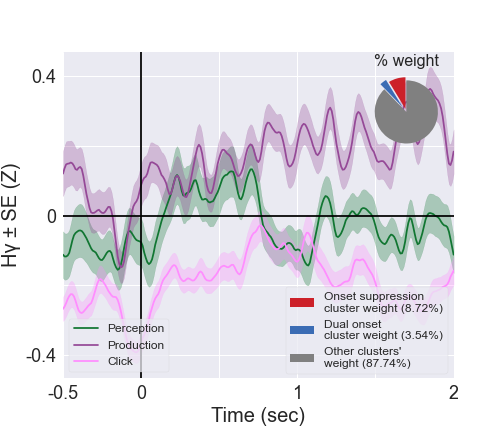 % weight
0.4
0
-0.4
Hγ ± SE (Z)
Perception
Production
Click
Onset suppression
cluster weight (8.72%)
Dual onset
cluster weight (3.54%)
Other clusters'
weight (87.74%)
-0.5
0
1
2
Time (sec)